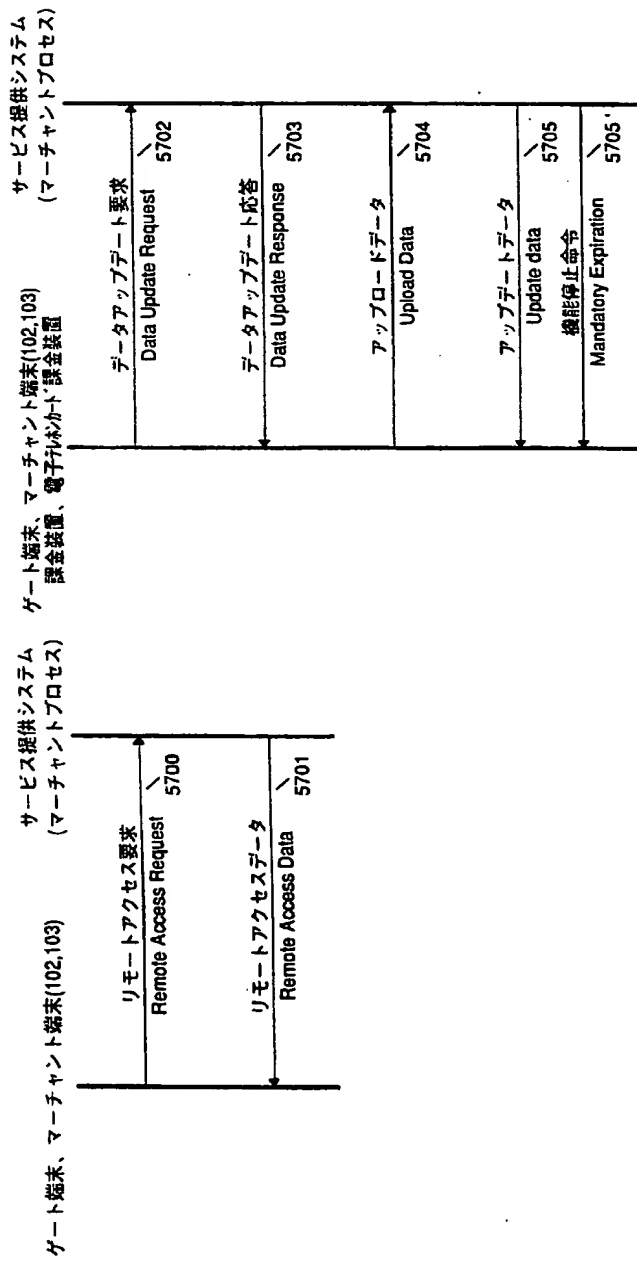 ゲート端末、マーチャント端末(102,103)
サービス提供システム
(マーチャントプロセス)
リモートアクセス要求
Remote Access Request
5700
リモートアクセスデータ
Remote Access Data
5701
ゲート端末、マーチャント端末(102,103)
課金装置、電子テレホンカード課金装置
サービス提供システム
(マーチャントプロセス)
データアップデート要求
Data Update Request
5702
データアップデート応答
Data Update Response
5703
アップロードデータ
Upload Data
5704
アップデートデータ
Update data
5705
機能停止命令
Mandatory Expiration
5705'